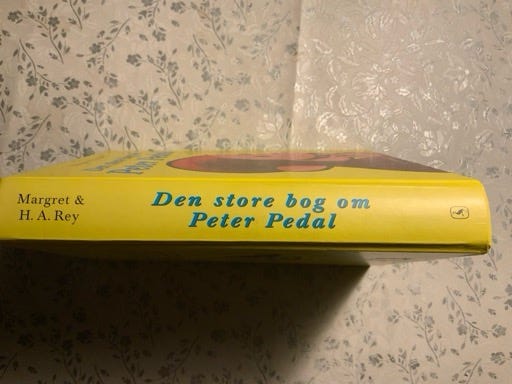 Margret &
H. A. Rey
Den store bog om
Peter Pedal